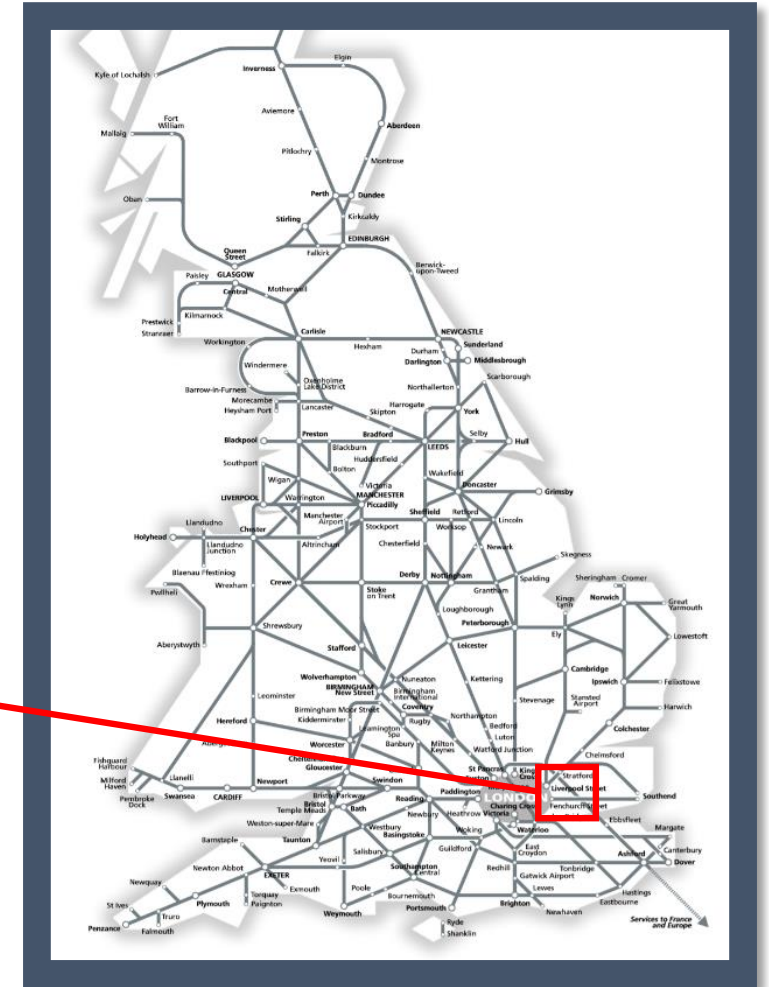 Elgin
Inverness
Kyle of Lochalsh
Aviemore
Fort
William
Aberdeen
Mallaig
Pitlochry
Montrose
Perth
Dundee
Oban
Stirling
Kirkcaldy
EDINBURGH
Queen
Street
Falkirk
Berwick-
upon-Tweed
Paisley
GLASGOW
Central
Motherwell
Prestwick
Kilmarnock
Stranraer
Carlisle
NEWCASTLE
Workington
Hexham
Sunderland
Durham
Darlington
Middlesbrough
Windermere
Scarborough
Oxenholme
Lake District
Barrow-in-Furness
Northallerton
Morecambe
Heysham Port
Lancaster
Harrogate
Skipton
York
Blackpool
Preston
Bradford
Selby
Blackburn
LEEDS
Hull
Southport
Huddersfield
Bolton
Wakefield
Wigan
Victoria
Doncaster
MANCHESTER
Piccadilly
Grimsby
LIVERPOOL
Warrington
Manchester
Airport
Sheffield
Retford
Llandudno
Stockport
Worksop
Lincoln
Holyhead
Chester
Llandudno
Junction
Altrincham
Chesterfield
Newark
Skegness
Blaenau Ffestiniog
Wrexham
Crewe
Derby
Nottingham
Spalding
Sheringham
Cromer
Pwllheli
Stoke
on Trent
Grantham
Kings
Lynn
Norwich
Great
Yarmouth
Loughborough
Peterborough
Aberystwyth
Shrewsbury
Ely
Lowestoft
Stafford
Leicester
Wolverhampton
Nuneaton
Cambridge
BIRMINGHAM
New Street
Birmingham
International
Kettering
Ipswich
Felixstowe
Leominster
Coventry
Stevenage
Stansted
Airport
Birmingham Moor Street
Rugby
Northampton
Harwich
Hereford
Kidderminster
Leamington
Spa
Bedford
Colchester
Worcester
Banbury
Milton
Keynes
Luton
Watford Junction
Chelmsford
Fishguard
Harbour
Gloucester
St Pancras
Stratford
Milford
Haven
Llanelli
Swindon
Paddington
Liverpool Street
Pembroke
Dock
Swansea
CARDIFF
Newport
Bristol Parkway
Reading
LONDON
Fenchurch Street
Southend
Bristol
Temple Meads
Bath
Newbury
Heathrow
Victoria
Charing Cross
Ebbsfleet
Weston-super-Mare
Westbury
Basingstoke
Woking
Waterloo
Margate
Barnstaple
Taunton
Guildford
East
Croydon
Canterbury
Yeovil
Salisbury
Ashford
Dover
Newton Abbot
Southampton
Central
Redhill
Tonbridge
Gatwick Airport
Newquay
EXETER
Exmouth
Poole
Lewes
Hastings
St Ives
Plymouth
Torquay
Paignton
Bournemouth
Portsmouth
Brighton
Eastbourne
Truro
Weymouth
Newhaven
Penzance
Falmouth
Ryde
Shanklin
Services to France
and Europe